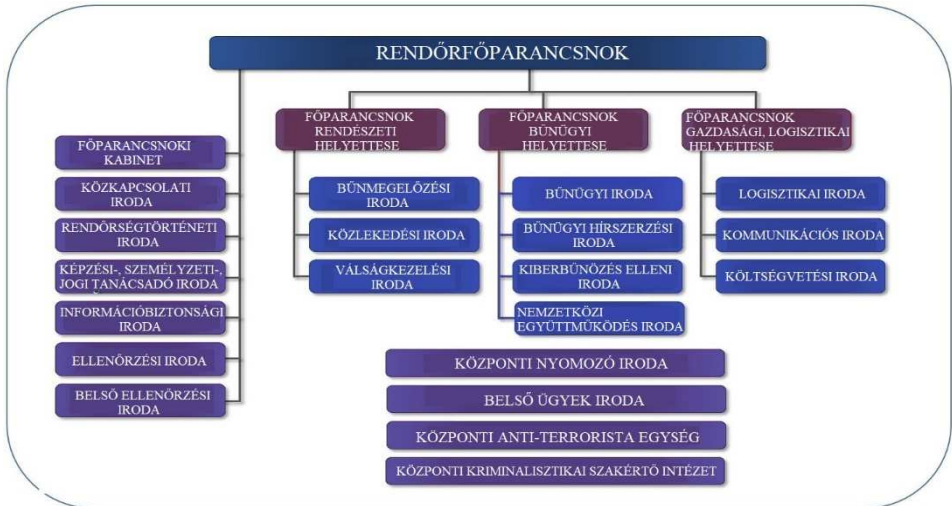 RENDŐRFŐPARANCSNOK
FŐPARANCSNOKI
KABINET
KÖZKAPCSOLATI
IRODA
RENDŐRSÉGTÖRTÉNETI
IRODA
KÉPZÉSI-, SZEMÉLYZETI-,
JOGI TANÁCSADÓ IRODA
INFORMÁCIÓBIZTONSÁGI
IRODA
ELLENŐRZÉSI IRODA
BELSŐ ELLENŐRZÉSI
IRODA
FŐPARANCSNOK
RENDÉSZETI
HELYETTESE
BŰNMEGELŐZÉSI
IRODA
KÖZLEKEDÉSI IRODA
VÁLSÁGKEZELÉSI
IRODA
FŐPARANCSNOK
BŰNÜGYI
HELYETTESE
BŰNÜGYI IRODA
BŰNÜGYI HÍRSZERZÉSI
IRODA
KIBERBŰNÖZÉS ELLENI
IRODA
NEMZETKÖZI
EGYÜTTMŰKÖDÉS IRODA
FŐPARANCSNOK
GAZDASÁGI, LOGISZTIKAI
HELYETTESE
LOGISZTIKAI IRODA
KOMMUNIKÁCIÓS IRODA
KÖLTSÉGVETÉSI IRODA
KÖZPONTI NYOMOZÓ IRODA
BELSŐ ÜGYEK IRODA
KÖZPONTI ANTI-TERRORISTA EGYSÉG
KÖZPONTI KRIMINALISZTIKAI SZAKÉRTŐ INTÉZET